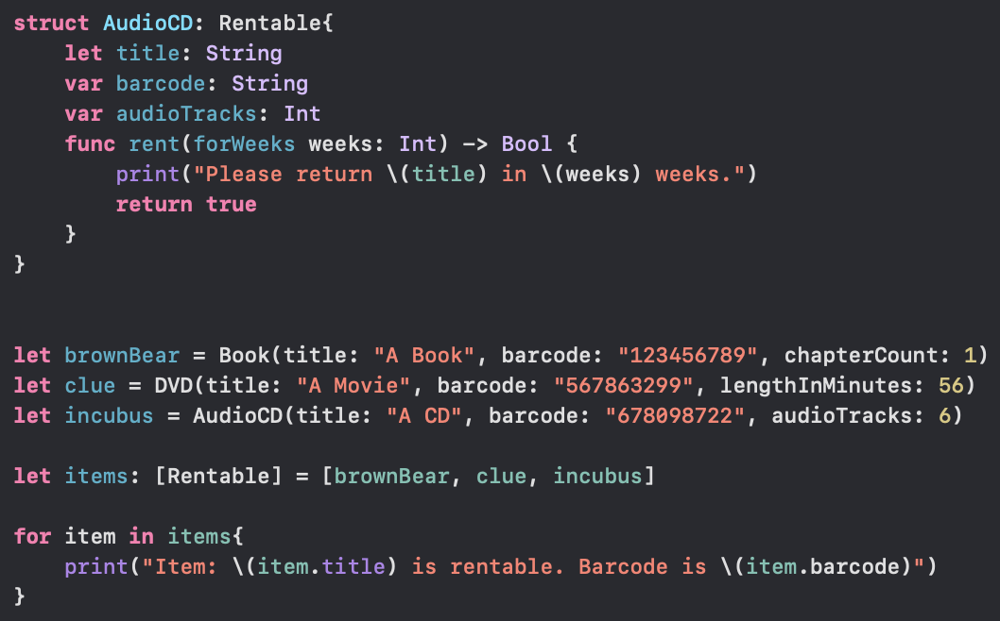 struct AudioCD: Rentable{
    let title: String
    var barcode: String
    var audioTracks: Int
    func rent(forWeeks weeks: Int) -> Bool {
        print("Please return \(title) in \(weeks) weeks.")
        return true
    }
}
let brownBear = Book(title: "A Book", barcode: "123456789", chapterCount: 1)
let clue = DVD(title: "A Movie", barcode: "567863299", lengthInMinutes: 56)
let incubus = AudioCD(title: "A CD", barcode: "678098722", audioTracks: 6)
let items: [Rentable] = [brownBear, clue, incubus]
for item in items{
    print("Item: \(item.title) is rentable. Barcode is \(item.barcode)")
}